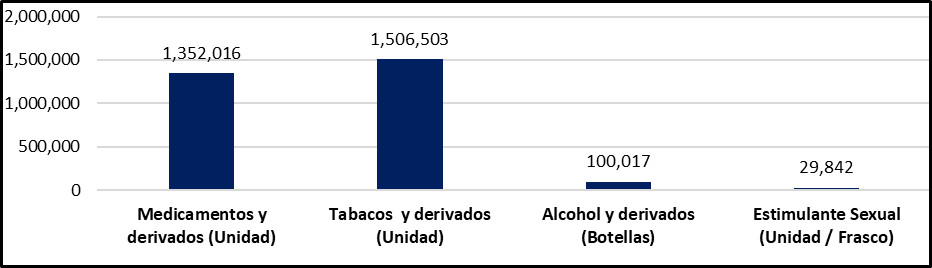 2,000,000
1,500,000
1,000,000
500,000
0
1,352,016
1,506,503
100,017
29,842
Medicamentos y
derivados (Unidad)
Tabacos y derivados
(Unidad)
Alcohol y derivados
(Botellas)
Estimulante Sexual
(Unidad / Frasco)